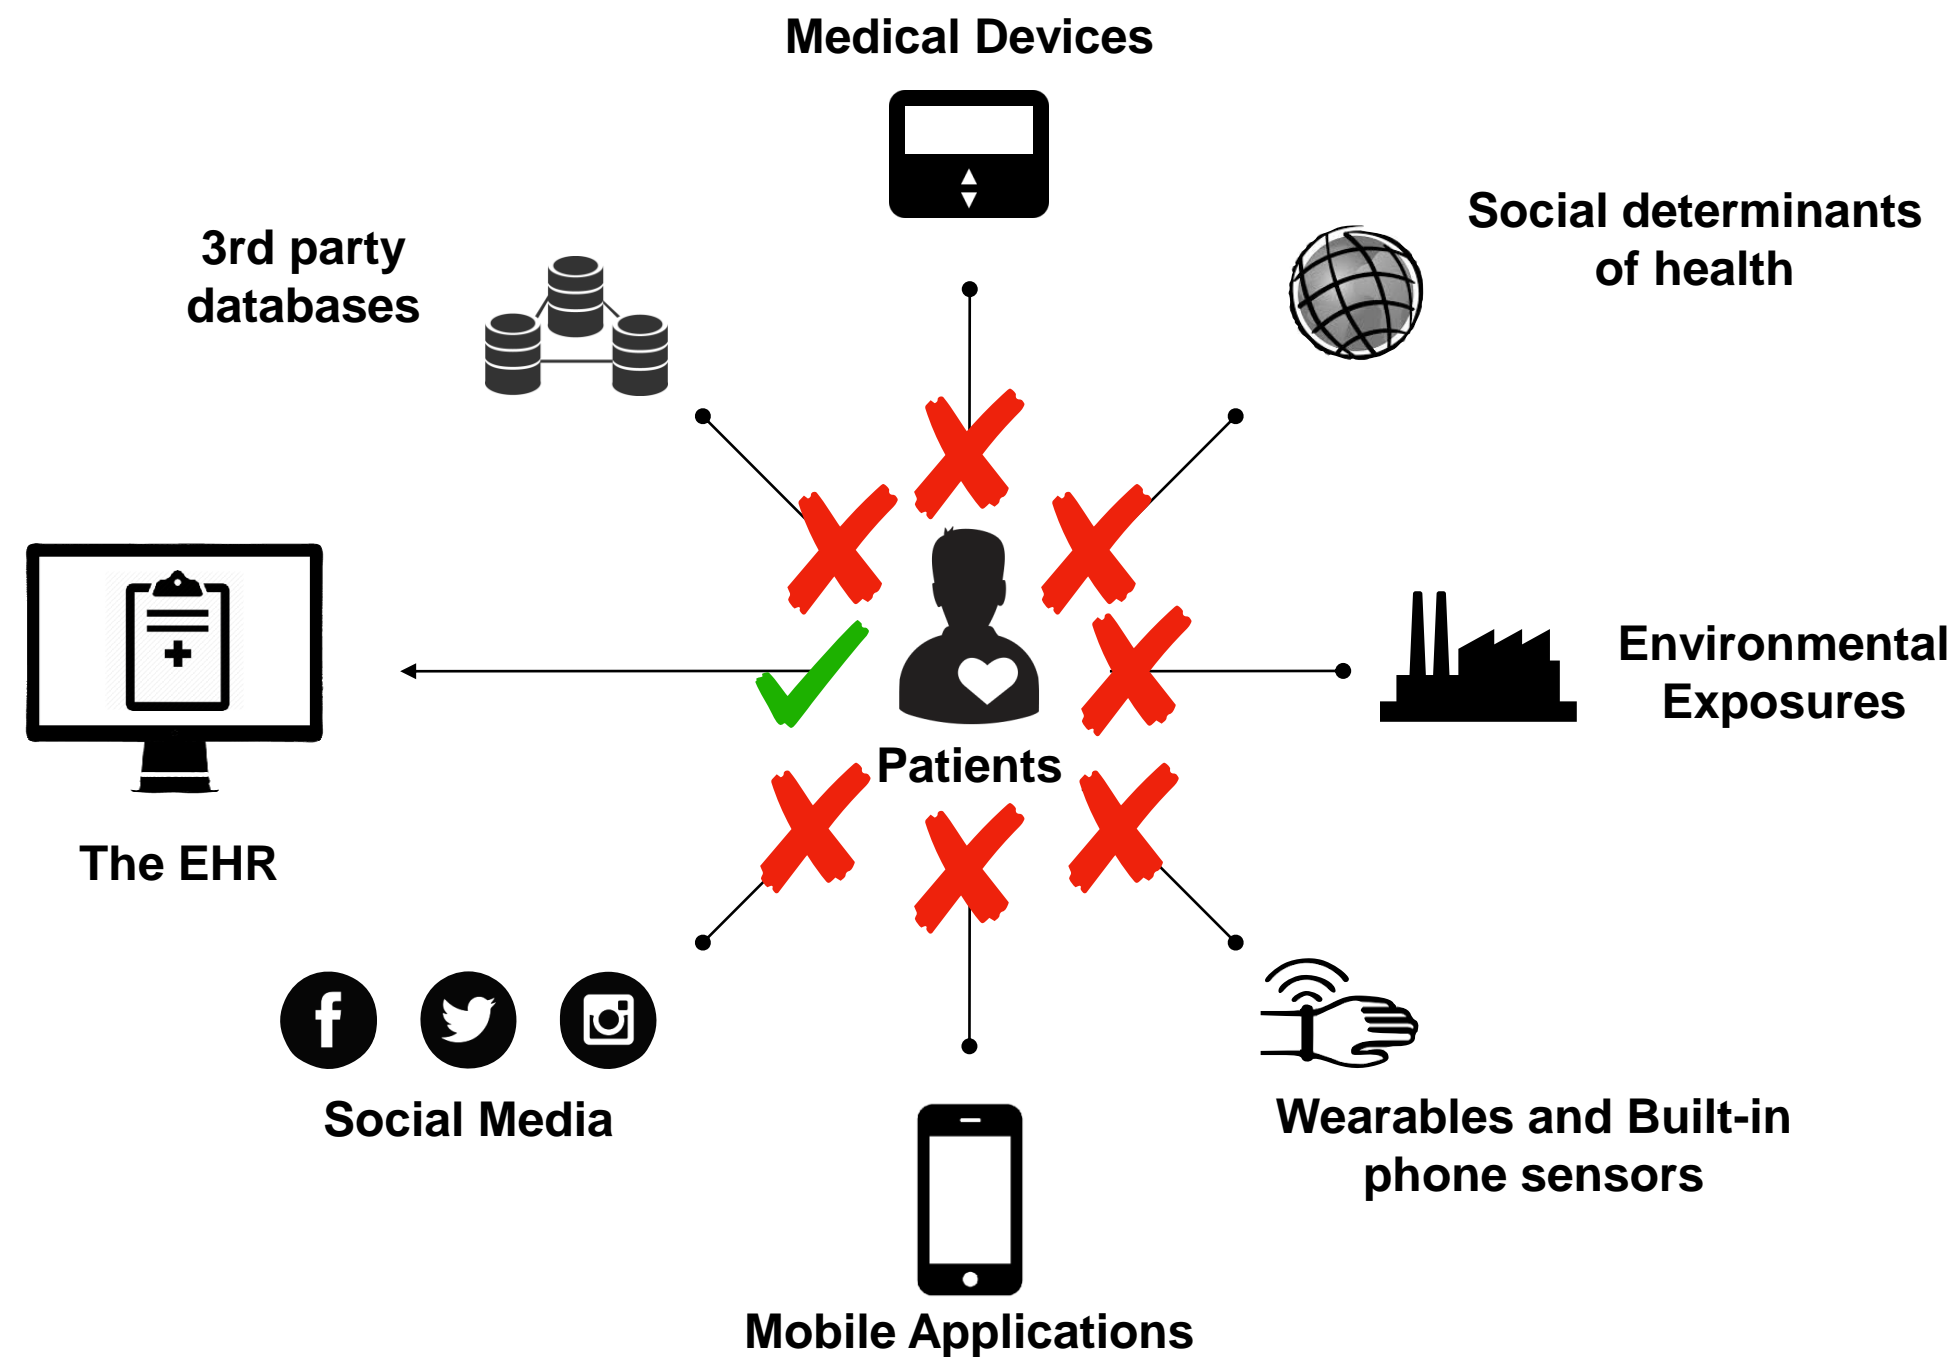 Medical Devices
Social determinants
of health
3rd party
databases
Environmental
Exposures
Patients
The EHR
Social Media
Wearables and Built-in
phone sensors
Mobile Applications